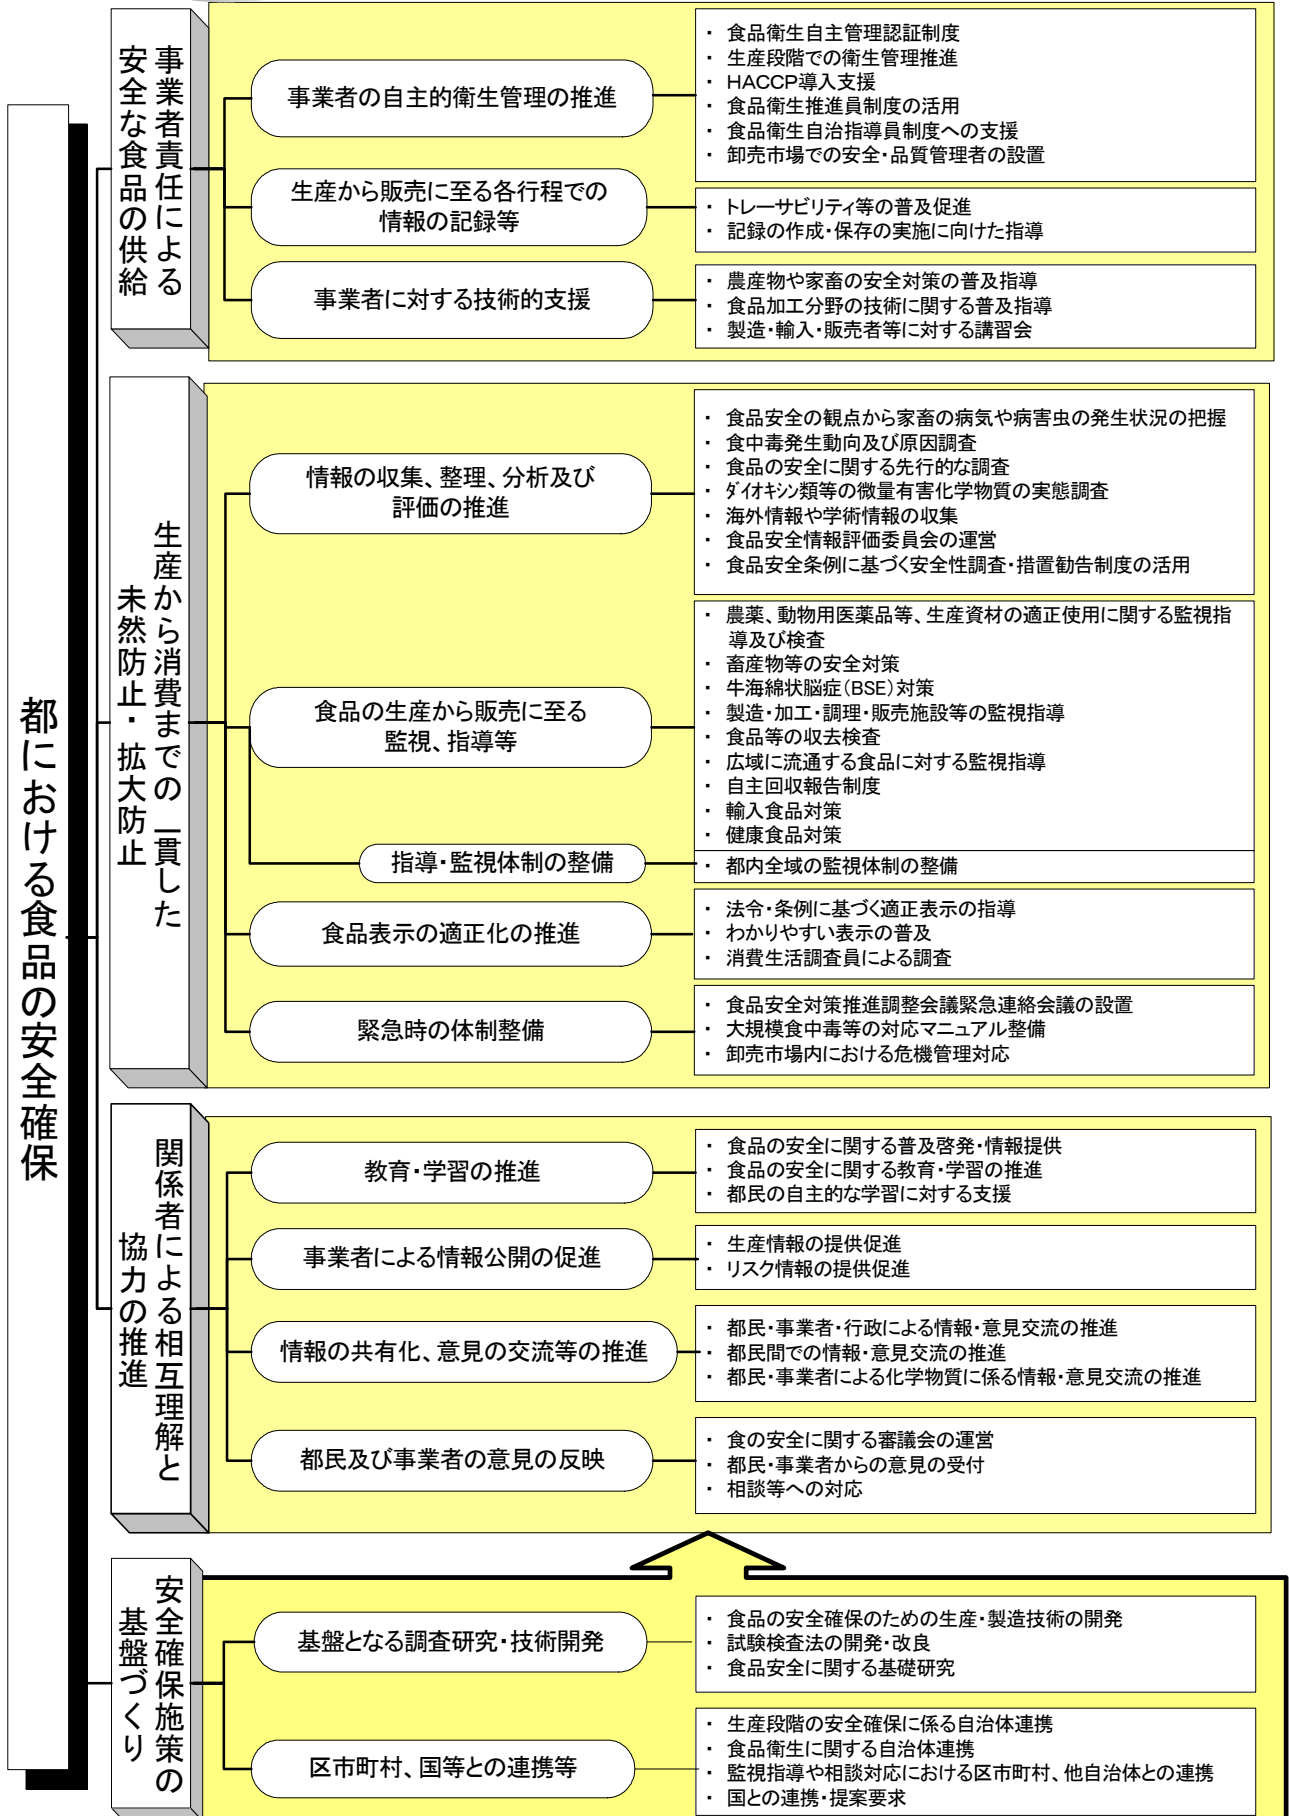 都における食品の安全確保
事業者責任による
安全な食品の供給
事業者の自主的衛生管理の推進
・ 食品衛生自主管理認証制度
・ 生産段階での衛生管理推進
・ HACCP導入支援
・ 食品衛生推進員制度の活用
・ 食品衛生自治指導員制度への支援
・ 卸売市場での安全・品質管理者の設置
生産から販売に至る各行程での
情報の記録等
・ トレーサビリティ等の普及促進
・ 記録の作成・保存の実施に向けた指導
事業者に対する技術的支援
・ 農産物や家畜の安全対策の普及指導
・ 食品加工分野の技術に関する普及指導
・ 製造・輸入・販売者等に対する講習会
生産から消費までの一貫した
未然防止・拡大防止
情報の収集、整理、分析及び
評価の推進
・ 食品安全の観点から家畜の病気や病害虫の発生状況の把握
・ 食中毒発生動向及び原因調査
・ 食品の安全に関する先行的な調査
・ ダイオキシン類等の微量有害化学物質の実態調査
・ 海外情報や学術情報の収集
・ 食品安全情報評価委員会の運営
・ 食品安全条例に基づく安全性調査・措置勧告制度の活用
食品の生産から販売に至る
監視、指導等
・ 農薬、動物用医薬品等、生産資材の適正使用に関する監視指
導及び検査
・ 畜産物等の安全対策
・ 牛海綿状脳症(BSE)対策
・ 製造・加工・調理・販売施設等の監視指導
・ 食品等の収去検査
・ 広域に流通する食品に対する監視指導
・ 自主回収報告制度
・ 輸入食品対策
・ 健康食品対策
指導・監視体制の整備
・ 都内全域の監視体制の整備
食品表示の適正化の推進
・ 法令・条例に基づく適正表示の指導
・ わかりやすい表示の普及
・ 消費生活調査員による調査
緊急時の体制整備
・ 食品安全対策推進調整会議緊急連絡会議の設置
・ 大規模食中毒等の対応マニュアル整備
・ 卸売市場内における危機管理対応
関係者による相互理解と
協力の推進
教育・学習の推進
・ 食品の安全に関する普及啓発・情報提供
・ 食品の安全に関する教育・学習の推進
・ 都民の自主的な学習に対する支援
事業者による情報公開の促進
・ 生産情報の提供促進
・ リスク情報の提供促進
情報の共有化、意見の交流等の推進
・ 都民・事業者・行政による情報・意見交流の推進
・ 都民間での情報・意見交流の推進
・ 都民・事業者による化学物質に係る情報・意見交流の推進
都民及び事業者の意見の反映
・ 食の安全に関する審議会の運営
・ 都民・事業者からの意見の受付
・ 相談等への対応
安全確保施策の
基盤づくり
基盤となる調査研究・技術開発
・ 食品の安全確保のための生産・製造技術の開発
・ 試験検査法の開発・改良
・ 食品安全に関する基礎研究
区市町村、国等との連携等
・ 生産段階の安全確保に係る自治体連携
・ 食品衛生に関する自治体連携
・ 監視指導や相談対応における区市町村、他自治体との連携
・ 国との連携・提案要求